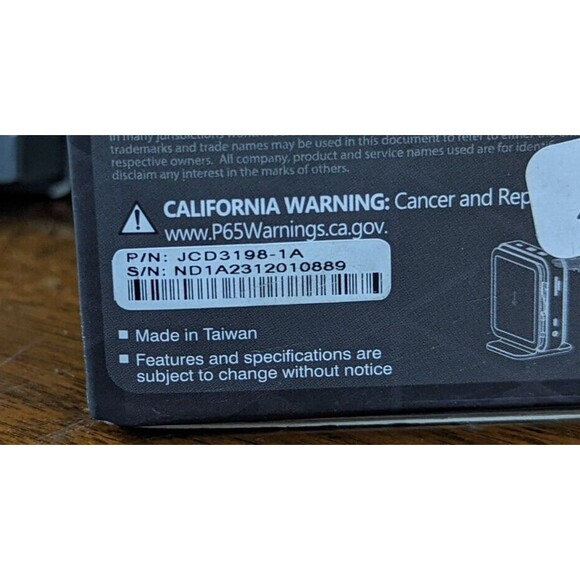 in many jurisdictions
trademarks and trade names may be used in this document to refer to either the
respective owners. All company, product and service names used are for
disclaim any interest in the marks of others.
CALIFORNIA WARNING: Cancer and Rep
www.P65Warnings.ca.gov.
P/N: JCD3198-1A
S/N: ND1A2312010889
Made in Taiwan
Features and specifications are
subject to change without notice